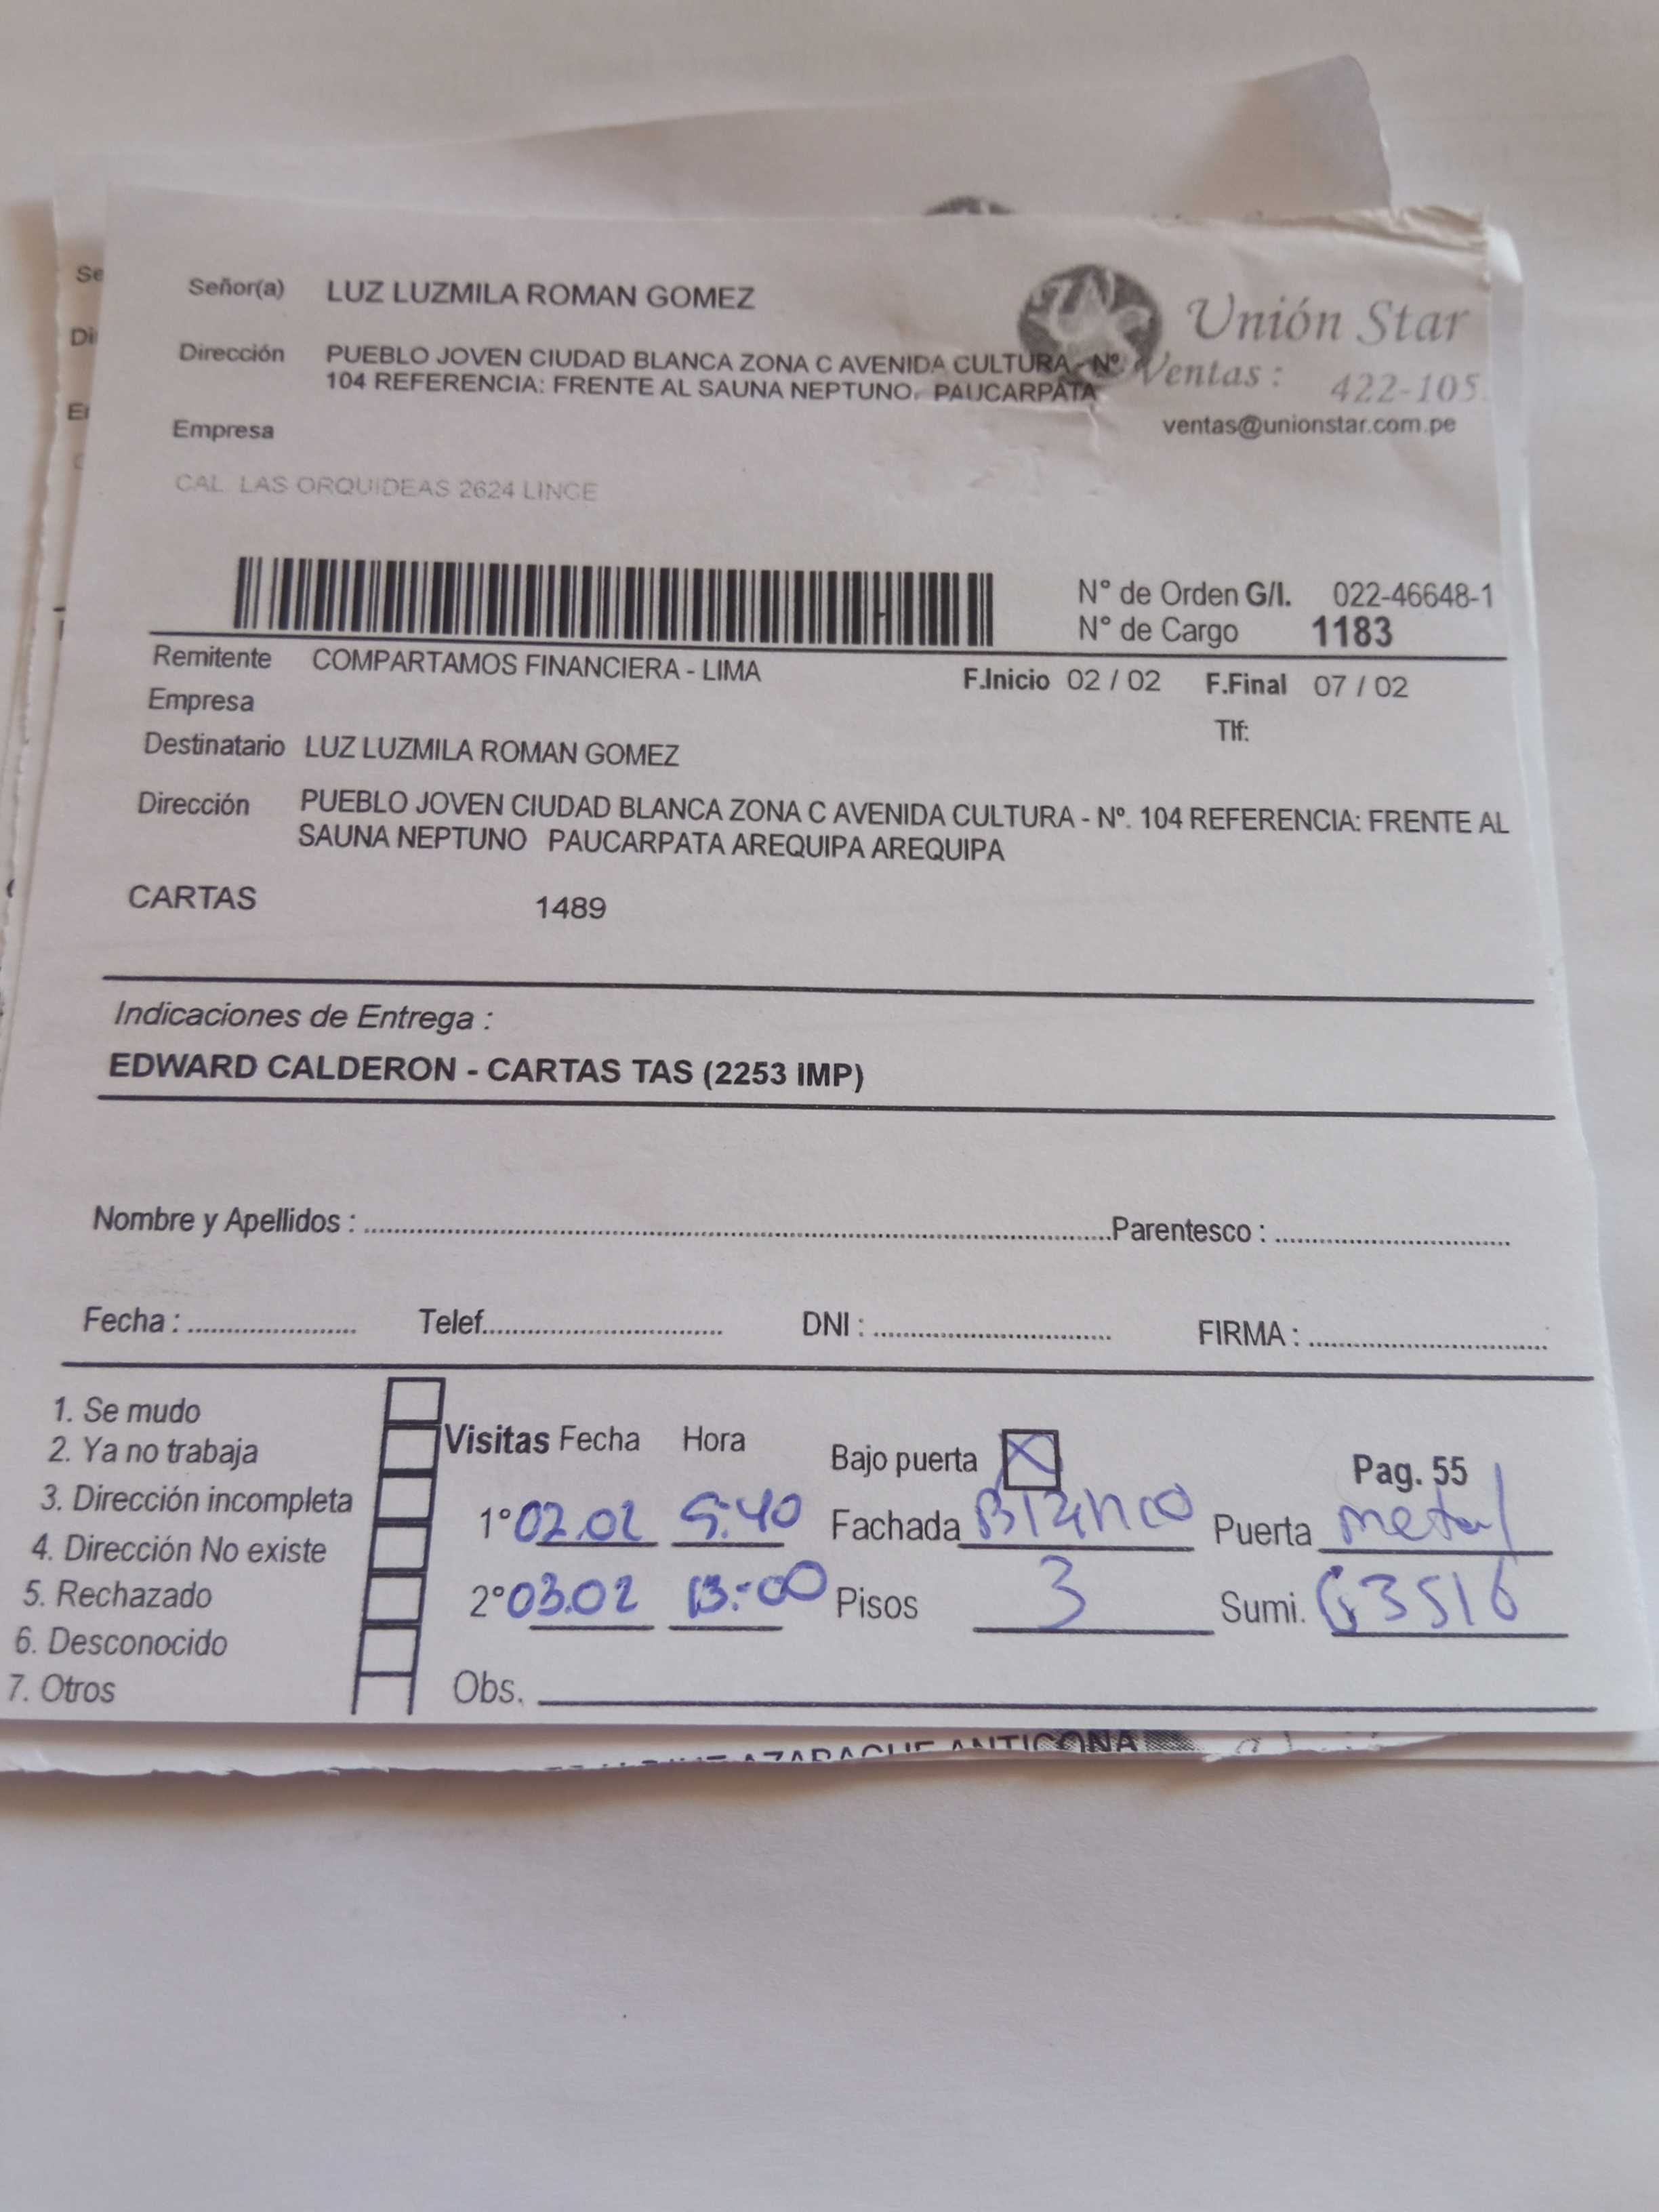 Señor(a) LUZ LUZMILA ROMAN GOMEZ
Unión Star
Dirección PUEBLO JOVEN CIUDAD BLANCA ZONA C AVENIDA CULTURA - Nº
104 REFERENCIA: FRENTE AL SAUNA NEPTUNO, PAUCARPATA
Ventas : 422-105
ventas@unionstar.com.pe
Empresa
CAL. LAS ORQUIDEAS 2624 LINCE
N° de Orden G/I. 022-46648-1
N° de Cargo 1183
Remitente COMPARTAMOS FINANCIERA - LIMA F.Inicio 02 / 02 F.Final 07 / 02
Empresa
Tlf:
Destinatario LUZ LUZMILA ROMAN GOMEZ
Dirección PUEBLO JOVEN CIUDAD BLANCA ZONA C AVENIDA CULTURA - Nº. 104 REFERENCIA: FRENTE AL
SAUNA NEPTUNO PAUCARPATA AREQUIPA AREQUIPA
CARTAS 1489
Indicaciones de Entrega :
EDWARD CALDERON - CARTAS TAS (2253 IMP)
Nombre y Apellidos : Parentesco :
Fecha : Telef. DNI : FIRMA :
1. Se mudo
2. Ya no trabaja
3. Dirección incompleta
4. Dirección No existe
5. Rechazado
6. Desconocido
7. Otros
Visitas Fecha Hora Bajo puerta X Pag. 55
1° 02.02 9:40 Fachada Blanco Puerta metal
2° 03.02 13:00 Pisos 3 Sumi. 63516
Obs.
ANTICONA